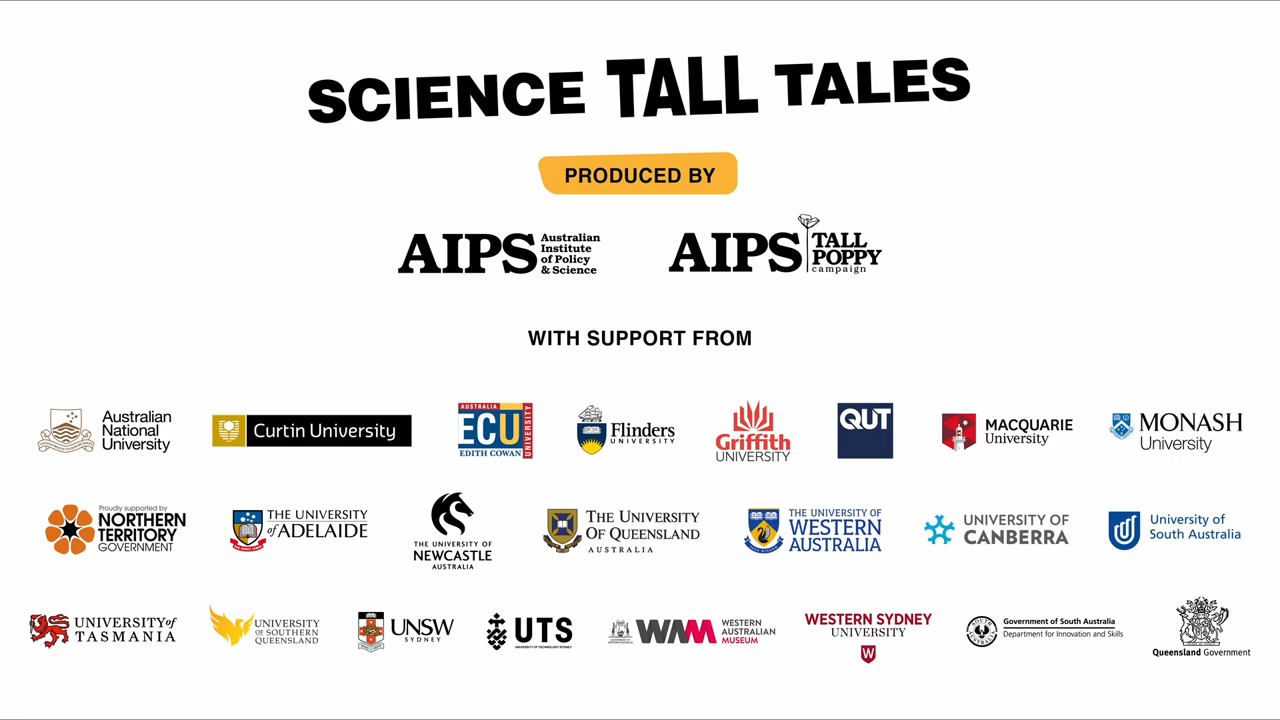 SCIENCE TALL TALES
PRODUCED BY
AIPS
Australian
Institute
of Policy
& Science
AIPS
TALL
POPPY
campaign
WITH SUPPORT FROM
Australian
National
University
Curtin University
AUSTRALIA
ECU
UNIVERSITY
EDITH COWAN
Flinders
UNIVERSITY
Griffith
UNIVERSITY
QUT
MACQUARIE
University
MONASH
University
Proudly supported by
NORTHERN
TERRITORY
GOVERNMENT
THE UNIVERSITY
of ADELAIDE
THE UNIVERSITY OF
NEWCASTLE
AUSTRALIA
THE UNIVERSITY
OF QUEENSLAND
AUSTRALIA
THE UNIVERSITY OF
WESTERN
AUSTRALIA
UNIVERSITY OF
CANBERRA
University of
South Australia
UNIVERSITY of
TASMANIA
UNIVERSITY
OF SOUTHERN
QUEENSLAND
UNSW
SYDNEY
UTS
UNIVERSITY OF TECHNOLOGY SYDNEY
WAM
WESTERN
AUSTRALIAN
MUSEUM
WESTERN SYDNEY
UNIVERSITY
W
Government of South Australia
Department for Innovation and Skills
Queensland Government